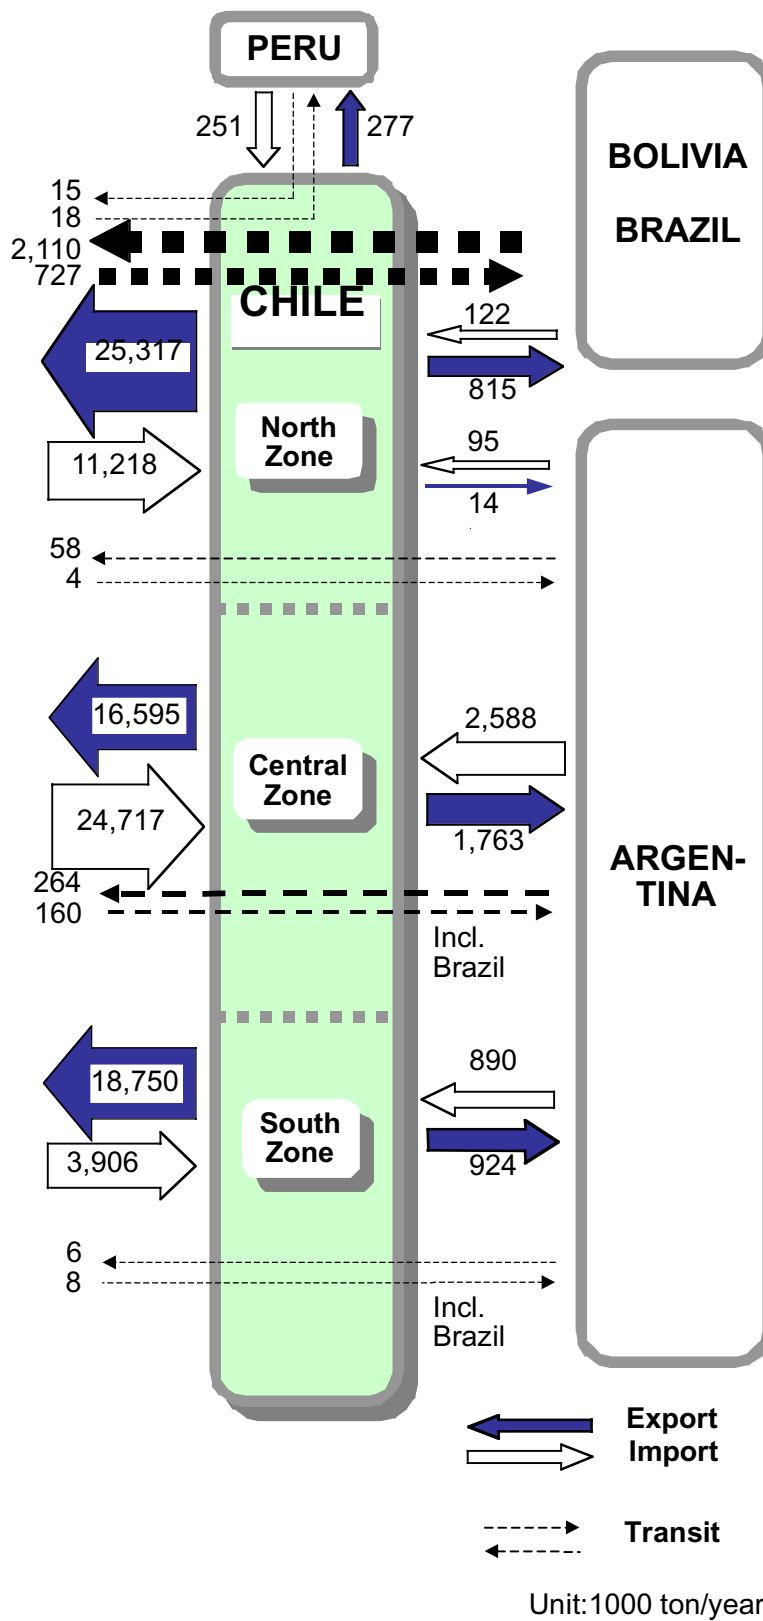 PERU
251
277
BOLIVIA
BRAZIL
15
18
2,110
727
CHILE
25,317
122
815
North
Zone
11,218
95
14
58
4
16,595
2,588
Central
Zone
24,717
1,763
ARGEN-
TINA
264
160
Incl.
Brazil
18,750
890
South
Zone
3,906
924
6
8
Incl.
Brazil
Export
Import
Transit
Unit:1000 ton/year